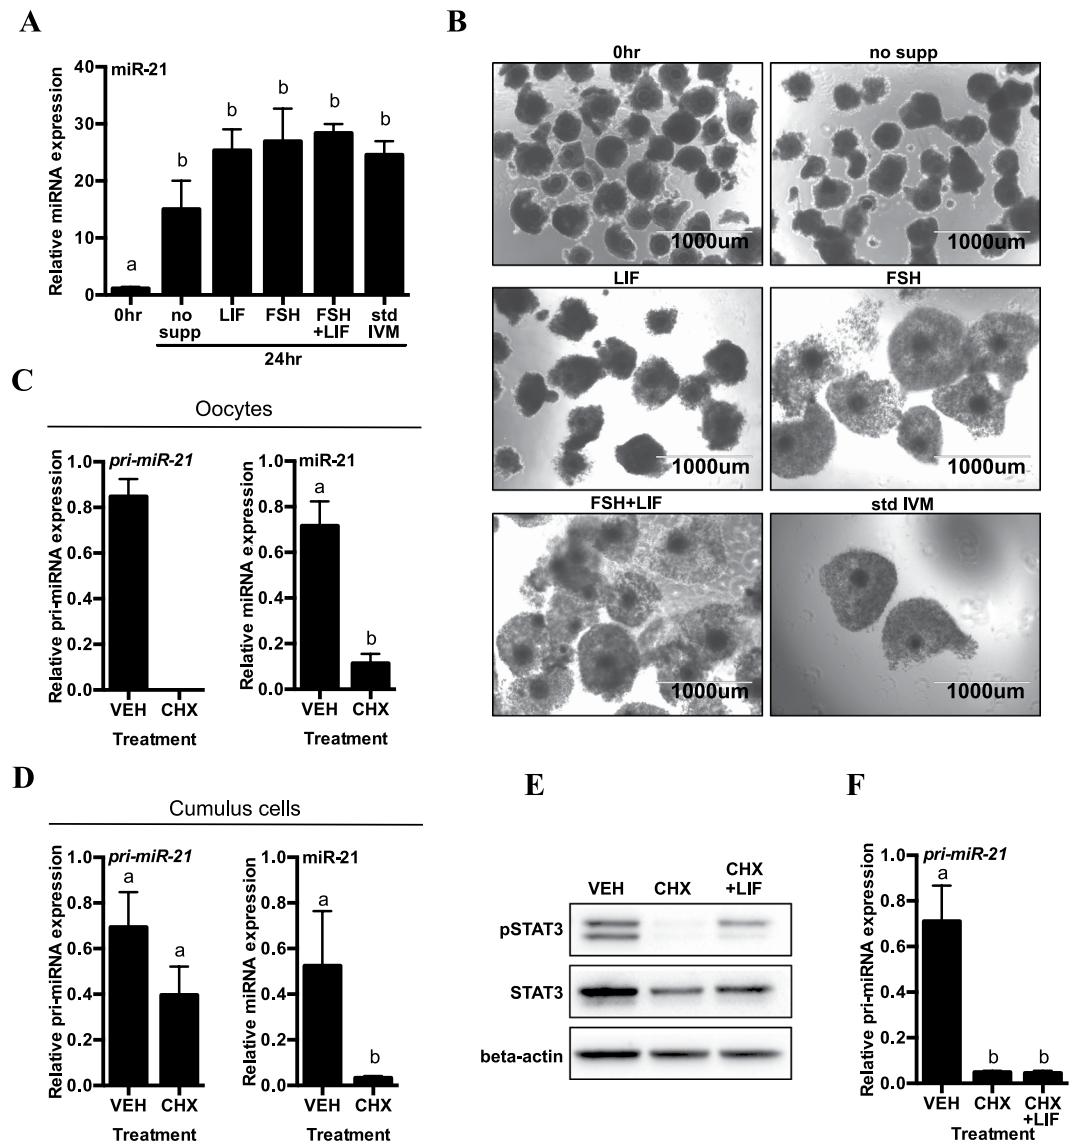 A
miR-21
Relative miRNA expression
40
30
20
10
0
a
b
b
b
b
b
0hr
no supp
LIF
FSH
FSH +LIF
std IVM
24hr
B
0hr
no supp
1000um
1000um
LIF
FSH
1000um
1000um
FSH+LIF
std IVM
1000um
1000um
C
Oocytes
pri-miR-21
Relative pri-miRNA expression
1.0
0.8
0.6
0.4
0.2
0.0
VEH
CHX
Treatment
miR-21
Relative miRNA expression
1.0
0.8
0.6
0.4
0.2
0.0
a
b
VEH
CHX
Treatment
D
Cumulus cells
pri-miR-21
Relative pri-miRNA expression
1.0
0.8
0.6
0.4
0.2
0.0
a
a
VEH
CHX
Treatment
miR-21
Relative miRNA expression
1.0
0.8
0.6
0.4
0.2
0.0
a
b
VEH
CHX
Treatment
E
VEH
CHX
CHX
+LIF
pSTAT3
STAT3
beta-actin
F
pri-miR-21
Relative pri-miRNA expression
1.0
0.8
0.6
0.4
0.2
0.0
a
b
b
VEH
CHX
CHX
+LIF
Treatment